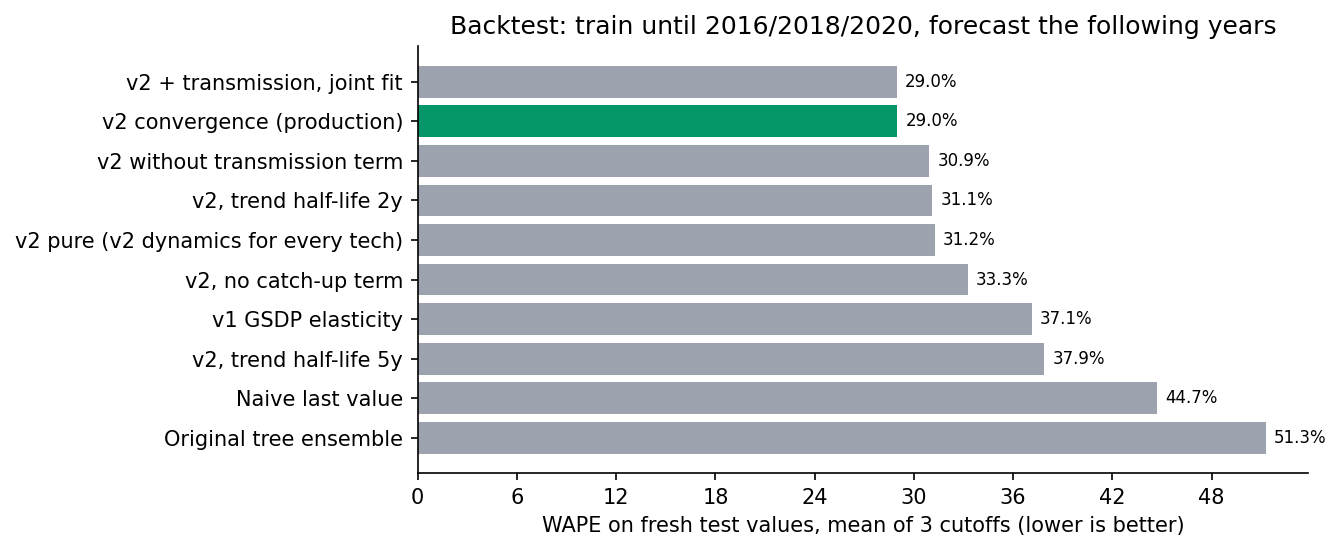 Backtest: train until 2016/2018/2020, forecast the following years
v2 + transmission, joint fit 29.0%
v2 convergence (production) 29.0%
v2 without transmission term 30.9%
v2, trend half-life 2y 31.1%
v2 pure (v2 dynamics for every tech) 31.2%
v2, no catch-up term 33.3%
v1 GSDP elasticity 37.1%
v2, trend half-life 5y 37.9%
Naive last value 44.7%
Original tree ensemble 51.3%
0 6 12 18 24 30 36 42 48
WAPE on fresh test values, mean of 3 cutoffs (lower is better)